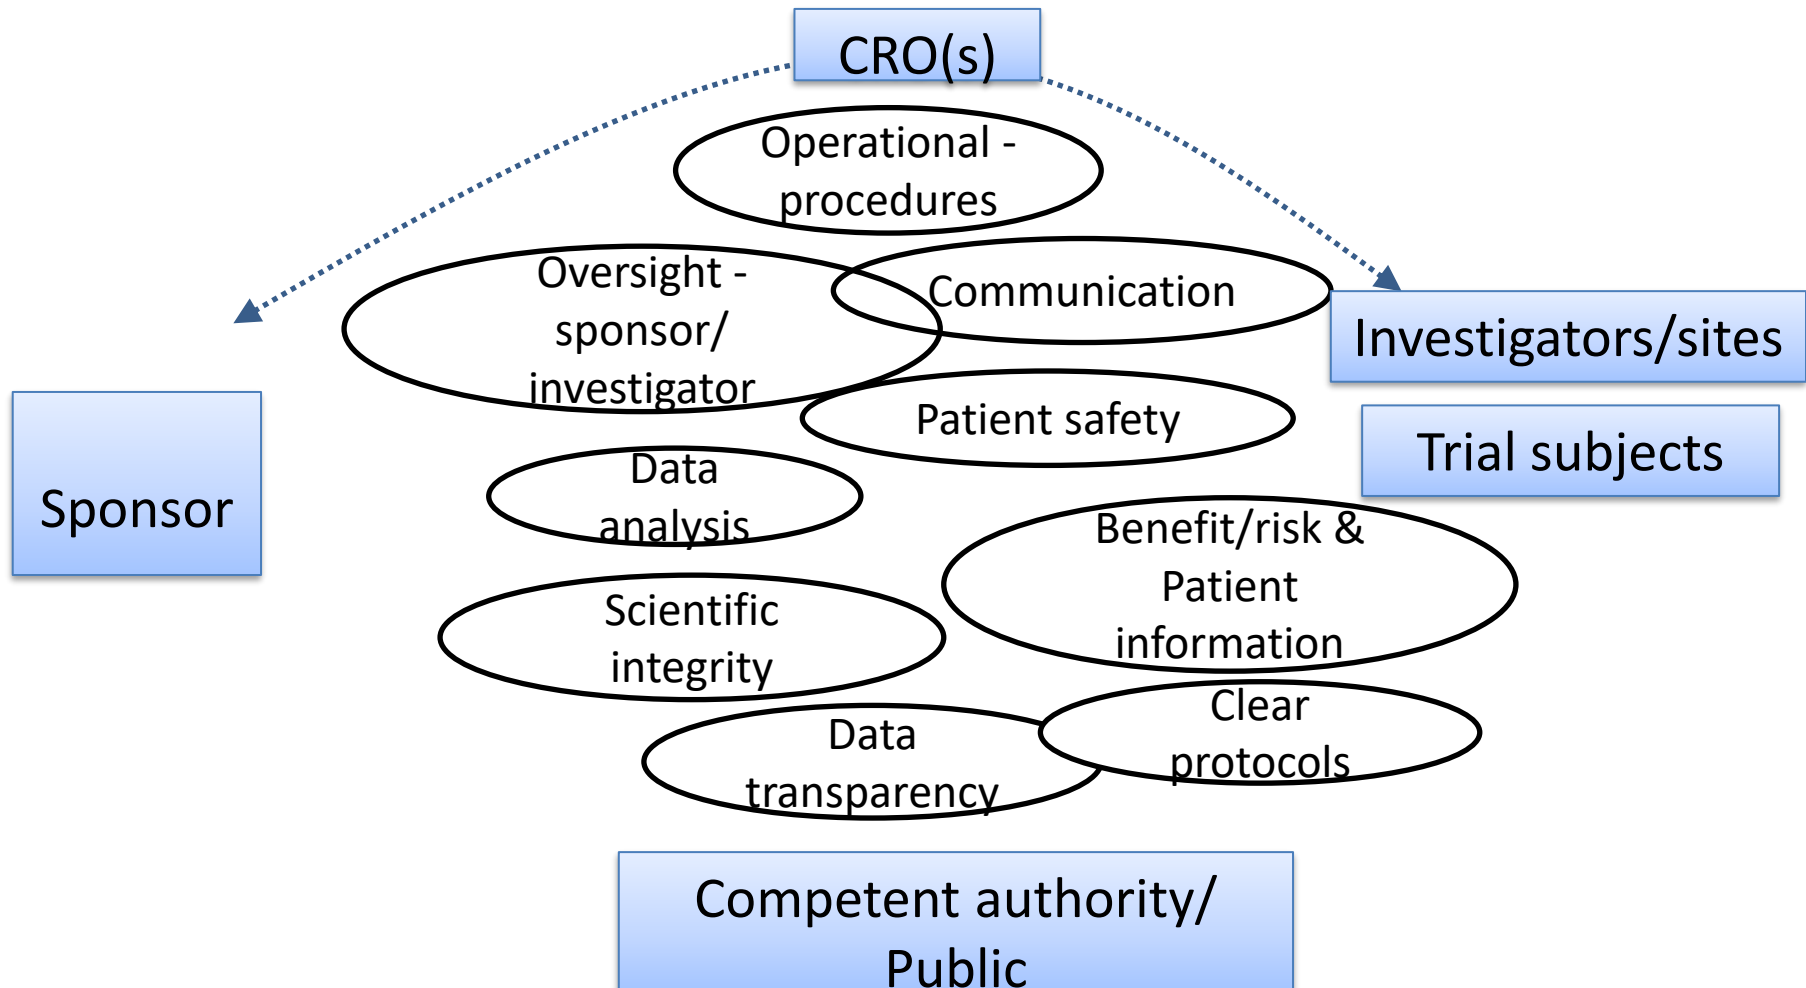 CRO(s)
Operational -
procedures
Oversight -
sponsor/
investigator
Communication
Investigators/sites
Patient safety
Trial subjects
Sponsor
Data
analysis
Benefit/risk &
Patient
information
Scientific
integrity
Clear
protocols
Data
transparency
Competent authority/
Public